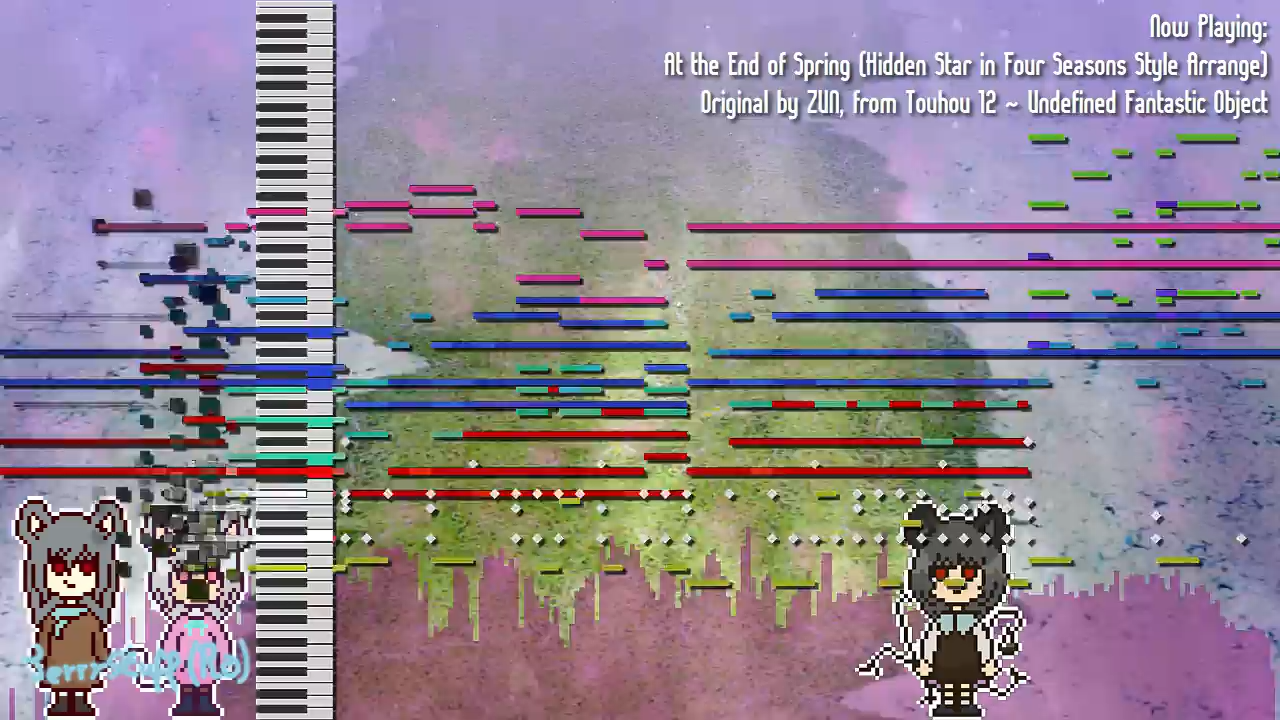 Now Playing:
At the End of Spring (Hidden Star in Four Seasons Style Arrange)
Original by ZUN, from Touhou 12 ~ Undefined Fantastic Object